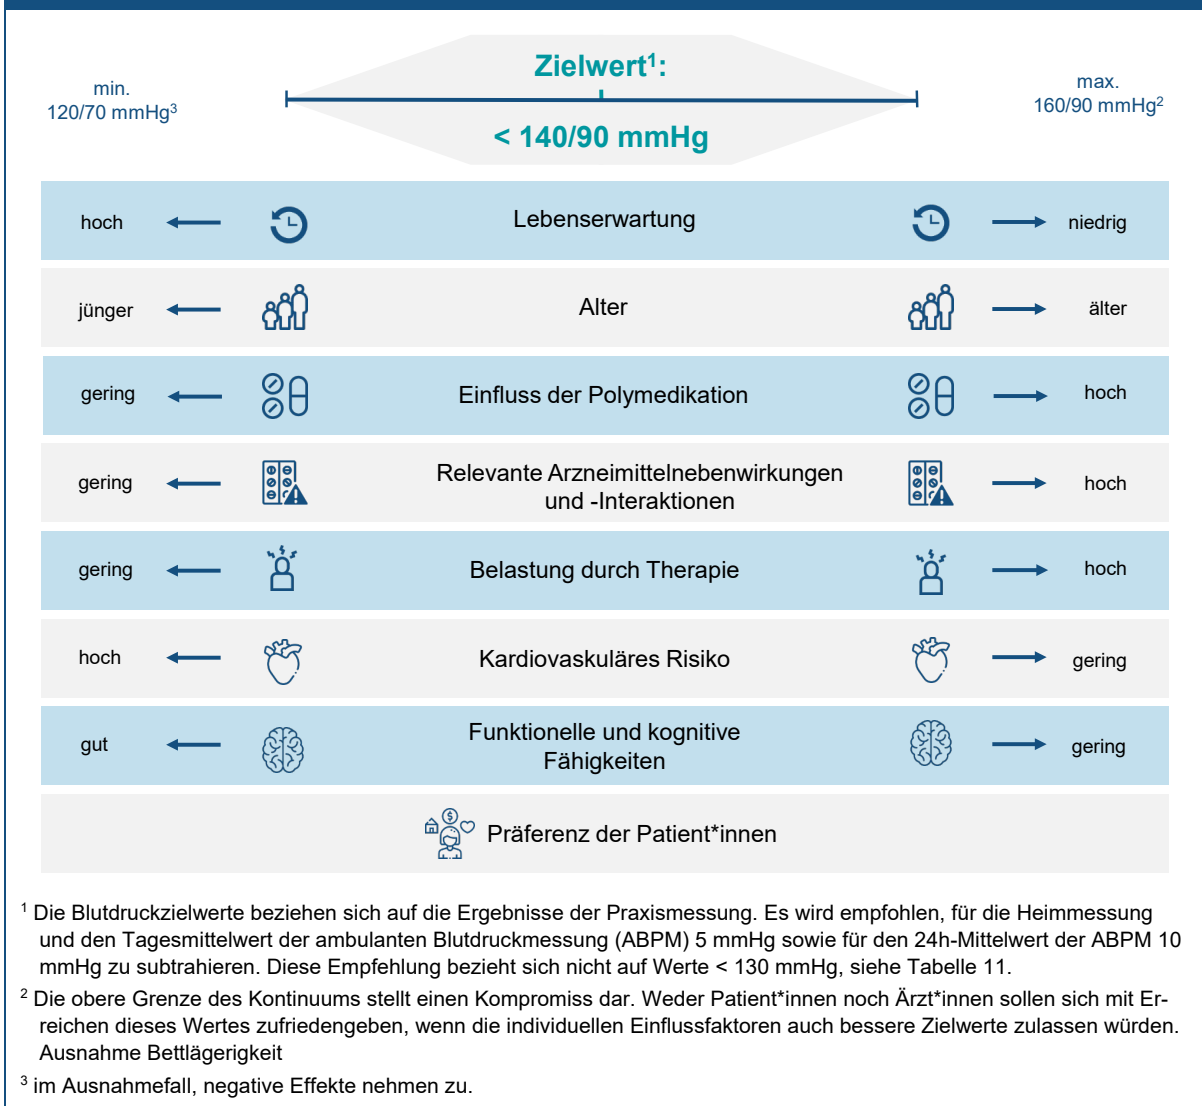 Zielwert¹:
min.
120/70 mmHg³
max.
160/90 mmHg²
< 140/90 mmHg
hoch
Lebenserwartung
niedrig
jünger
Alter
älter
gering
Einfluss der Polymedikation
hoch
gering
Relevante Arzneimittelnebenwirkungen
und -Interaktionen
hoch
gering
Belastung durch Therapie
hoch
hoch
Kardiovaskuläres Risiko
gering
gut
Funktionelle und kognitive
Fähigkeiten
gering
$
Präferenz der Patient*innen
¹ Die Blutdruckzielwerte beziehen sich auf die Ergebnisse der Praxismessung. Es wird empfohlen, für die Heimmessung
und den Tagesmittelwert der ambulanten Blutdruckmessung (ABPM) 5 mmHg sowie für den 24h-Mittelwert der ABPM 10
mmHg zu subtrahieren. Diese Empfehlung bezieht sich nicht auf Werte < 130 mmHg, siehe Tabelle 11.
² Die obere Grenze des Kontinuums stellt einen Kompromiss dar. Weder Patient*innen noch Ärzt*innen sollen sich mit Er-
reichen dieses Wertes zufriedengeben, wenn die individuellen Einflussfaktoren auch bessere Zielwerte zulassen würden.
Ausnahme Bettlägerigkeit
³ im Ausnahmefall, negative Effekte nehmen zu.